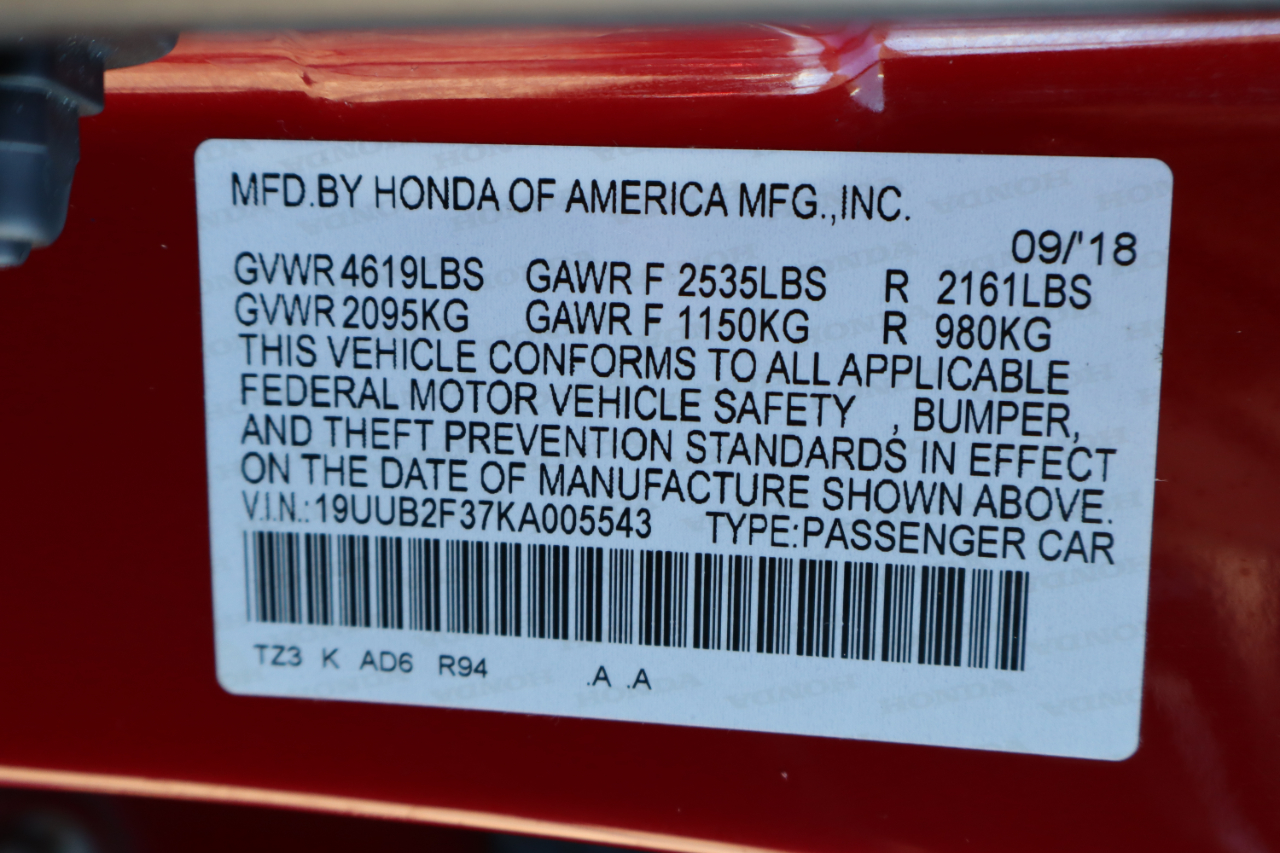 MFD.BY HONDA OF AMERICA MFG.,INC.
09/'18
GVWR 4619LBS GAWR F 2535LBS R 2161LBS
GVWR 2095KG GAWR F 1150KG R 980KG
THIS VEHICLE CONFORMS TO ALL APPLICABLE
FEDERAL MOTOR VEHICLE SAFETY , BUMPER,
AND THEFT PREVENTION STANDARDS IN EFFECT
ON THE DATE OF MANUFACTURE SHOWN ABOVE.
V.I.N.:19UUB2F37KA005543 TYPE:PASSENGER CAR
TZ3 K AD6 R94 .A .A